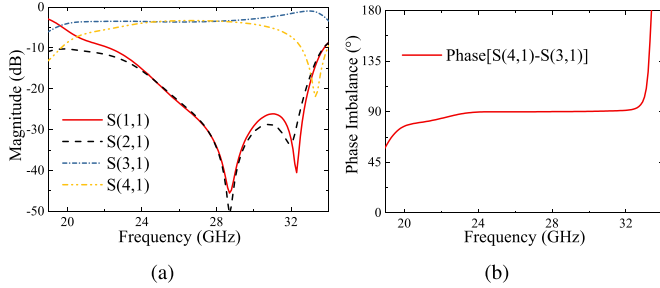 0
-10
-20
-30
-40
-50
Magnitude (dB)
S(1,1)
S(2,1)
S(3,1)
S(4,1)
19 24 28 32
Frequency (GHz)
(a)
180
135
90
45
0
Phase Imbalance (°)
Phase[S(4,1)-S(3,1)]
19 24 28 32
Frequency (GHz)
(b)